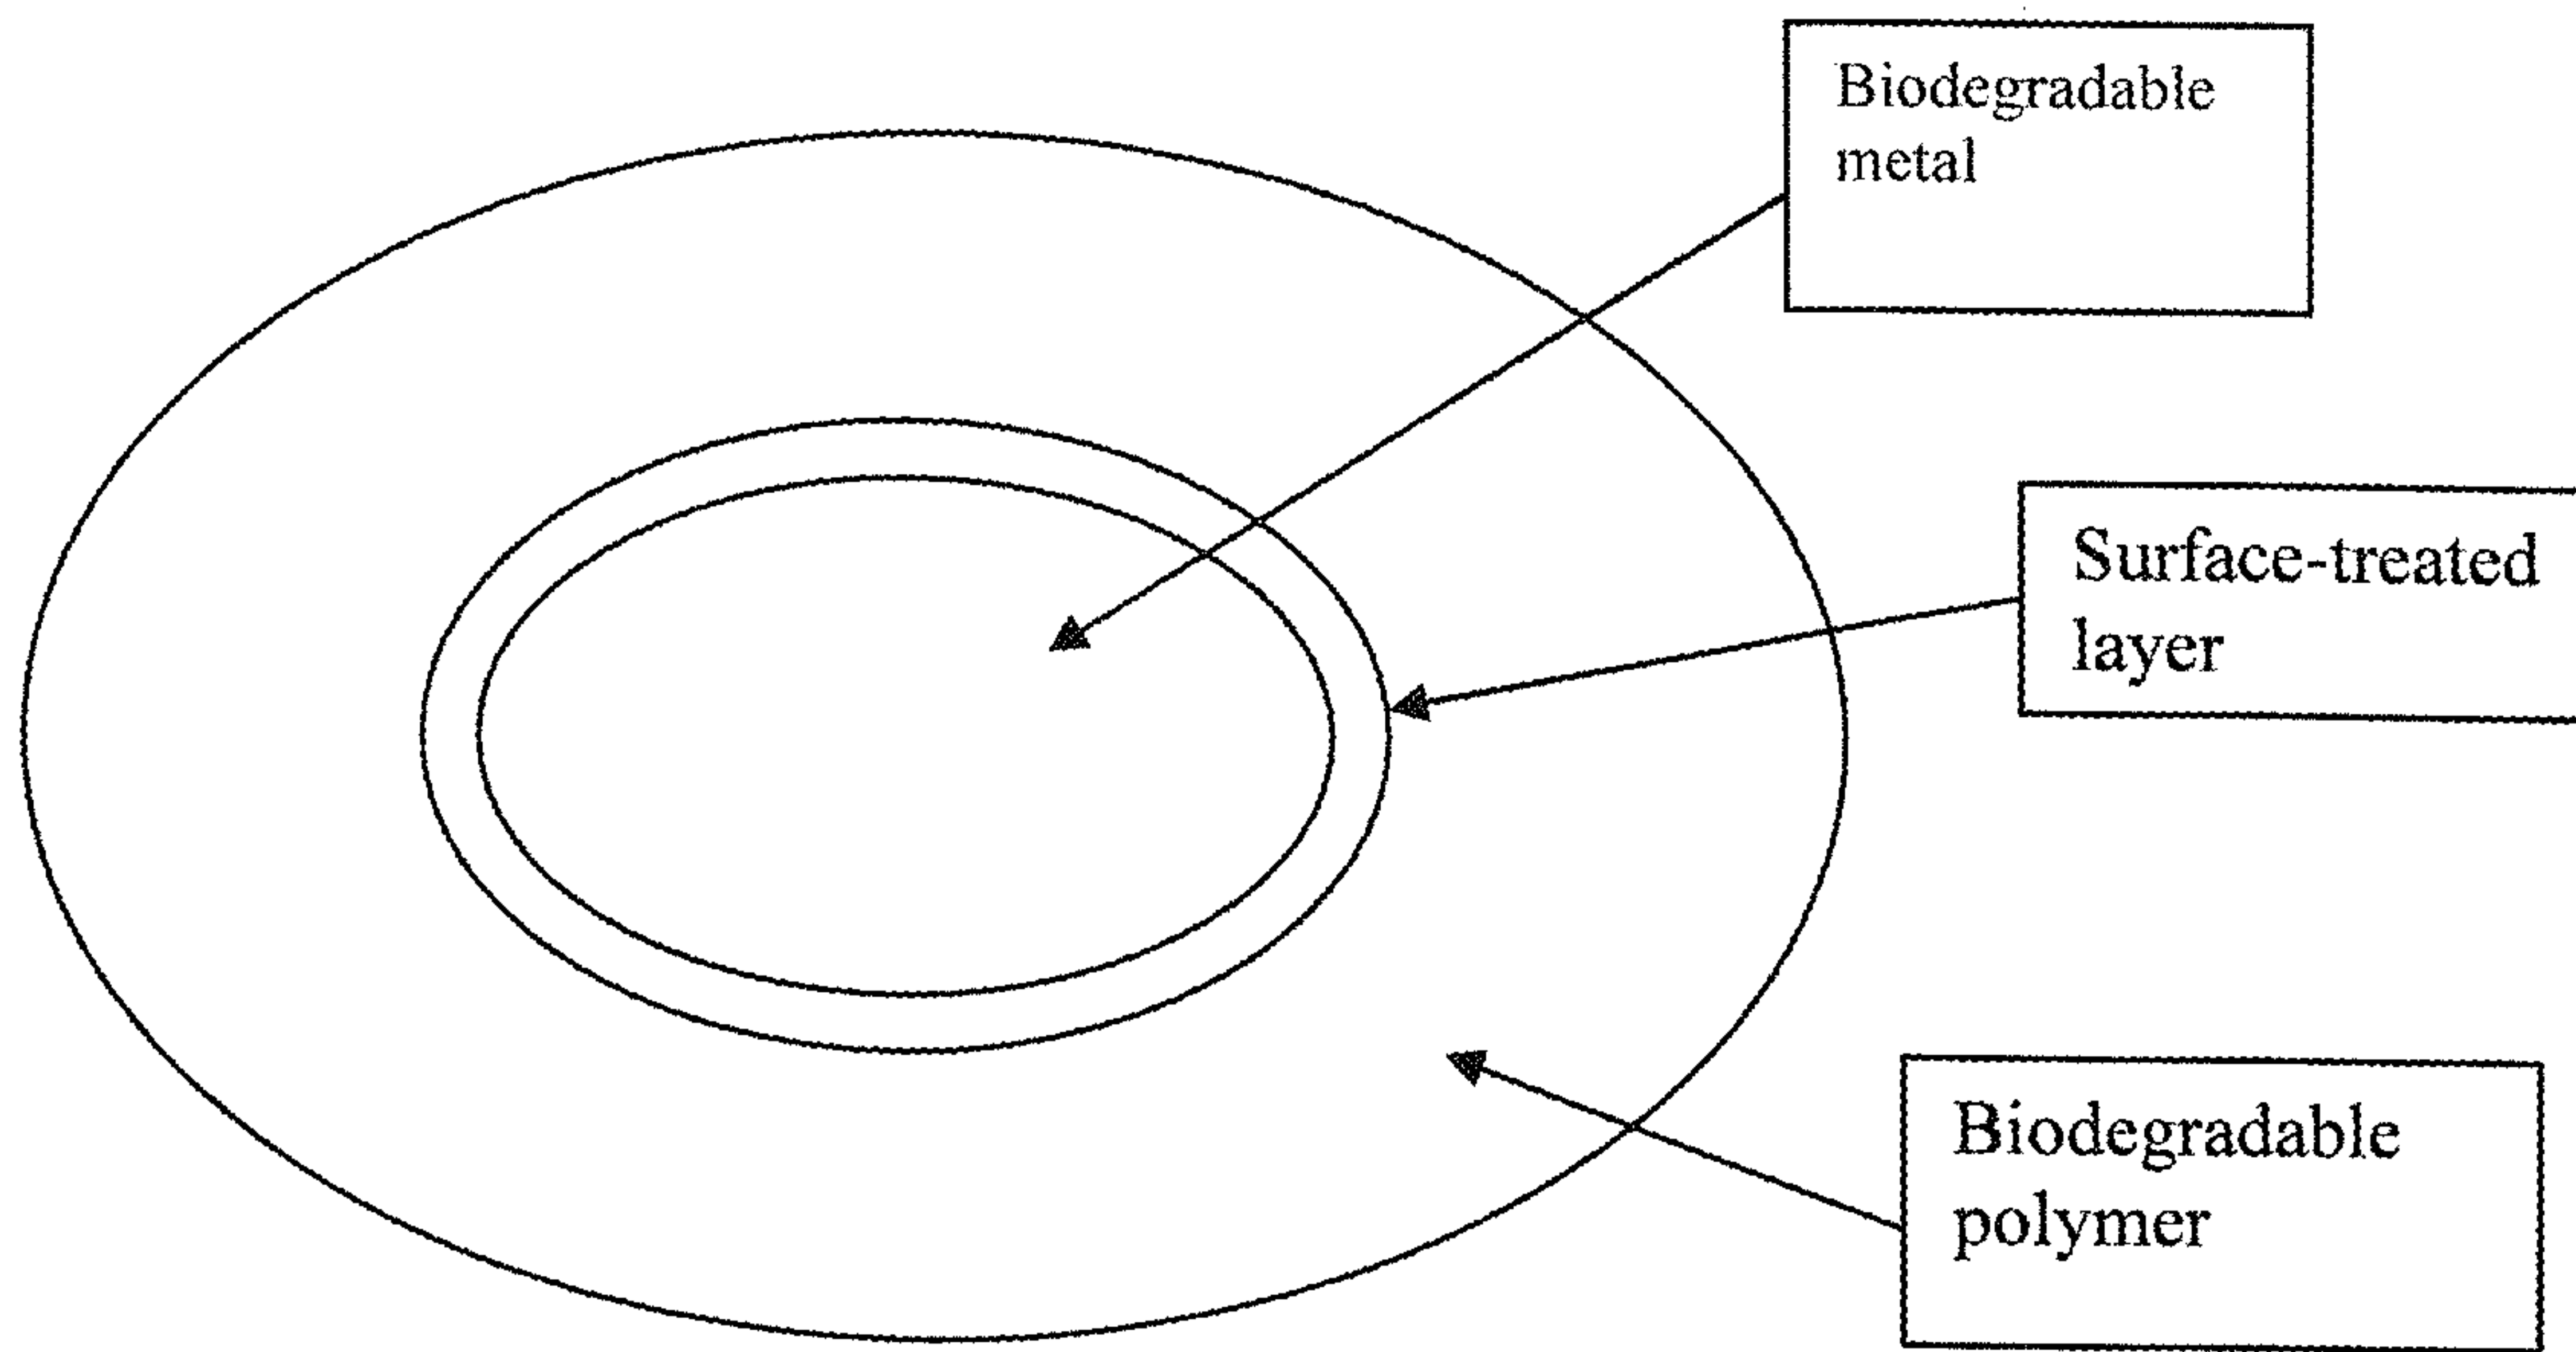 Biodegradable
metal
Surface-treated
layer
Biodegradable
polymer